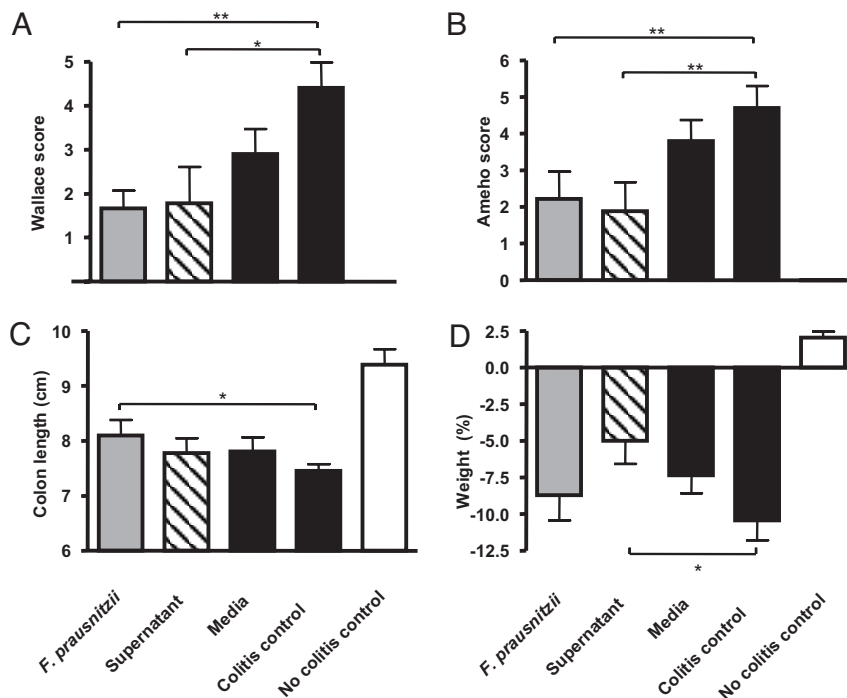 A
**
*
Wallace score
5
4
3
2
1
B
**
**
Ameho score
6
5
4
3
2
1
0
C
*
Colon length (cm)
10
9
8
7
6
D
Weight (%)
2.5
0.0
-2.5
-5.0
-7.5
-10.0
-12.5
*
F. prausnitzii
Supernatant
Media
Colitis control
No colitis control
F. prausnitzii
Supernatant
Media
Colitis control
No colitis control